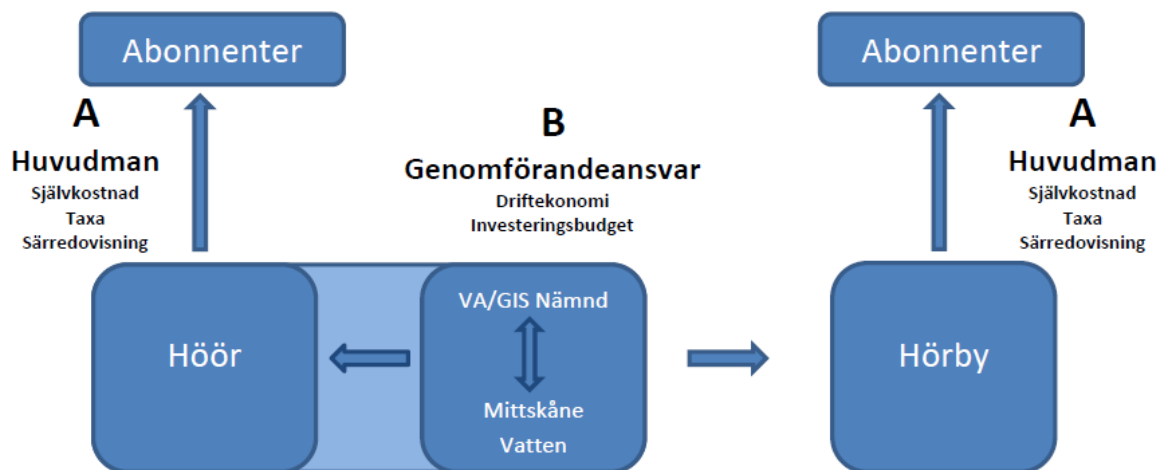 Abonnenter
Abonnenter
A
Huvudman
Självkostnad
Taxa
Särredovisning
B
Genomförandeansvar
Driftekonomi
Investeringsbudget
A
Huvudman
Självkostnad
Taxa
Särredovisning
Höör
VA/GIS Nämnd
Mittskåne
Vatten
Hörby